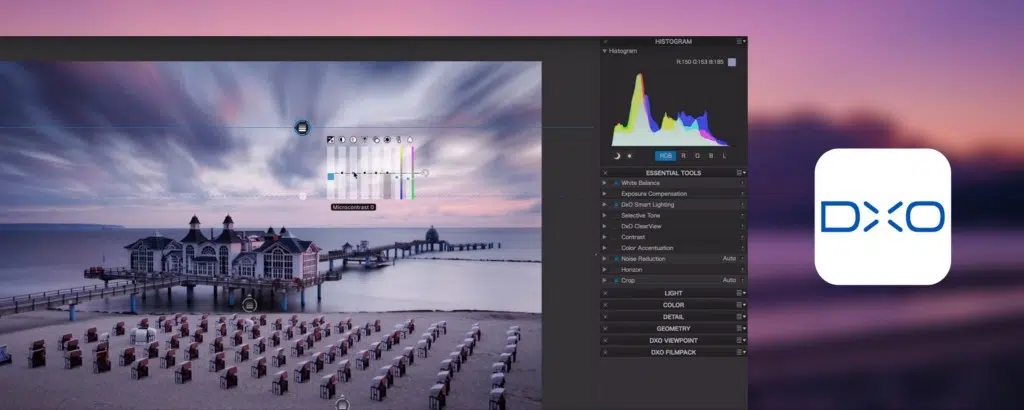 HISTOGRAM
Histogram
R:150 G:153 B:185
RGB R G B L
ESSENTIAL TOOLS
White Balance
Exposure Compensation
DxO Smart Lighting
Selective Tone
DxO ClearView
Contrast
Color Accentuation
Noise Reduction Auto
Horizon
Crop Auto
LIGHT
COLOR
DETAIL
GEOMETRY
DXO VIEWPOINT
DXO FILMPACK
Microcontrast 0
DXO